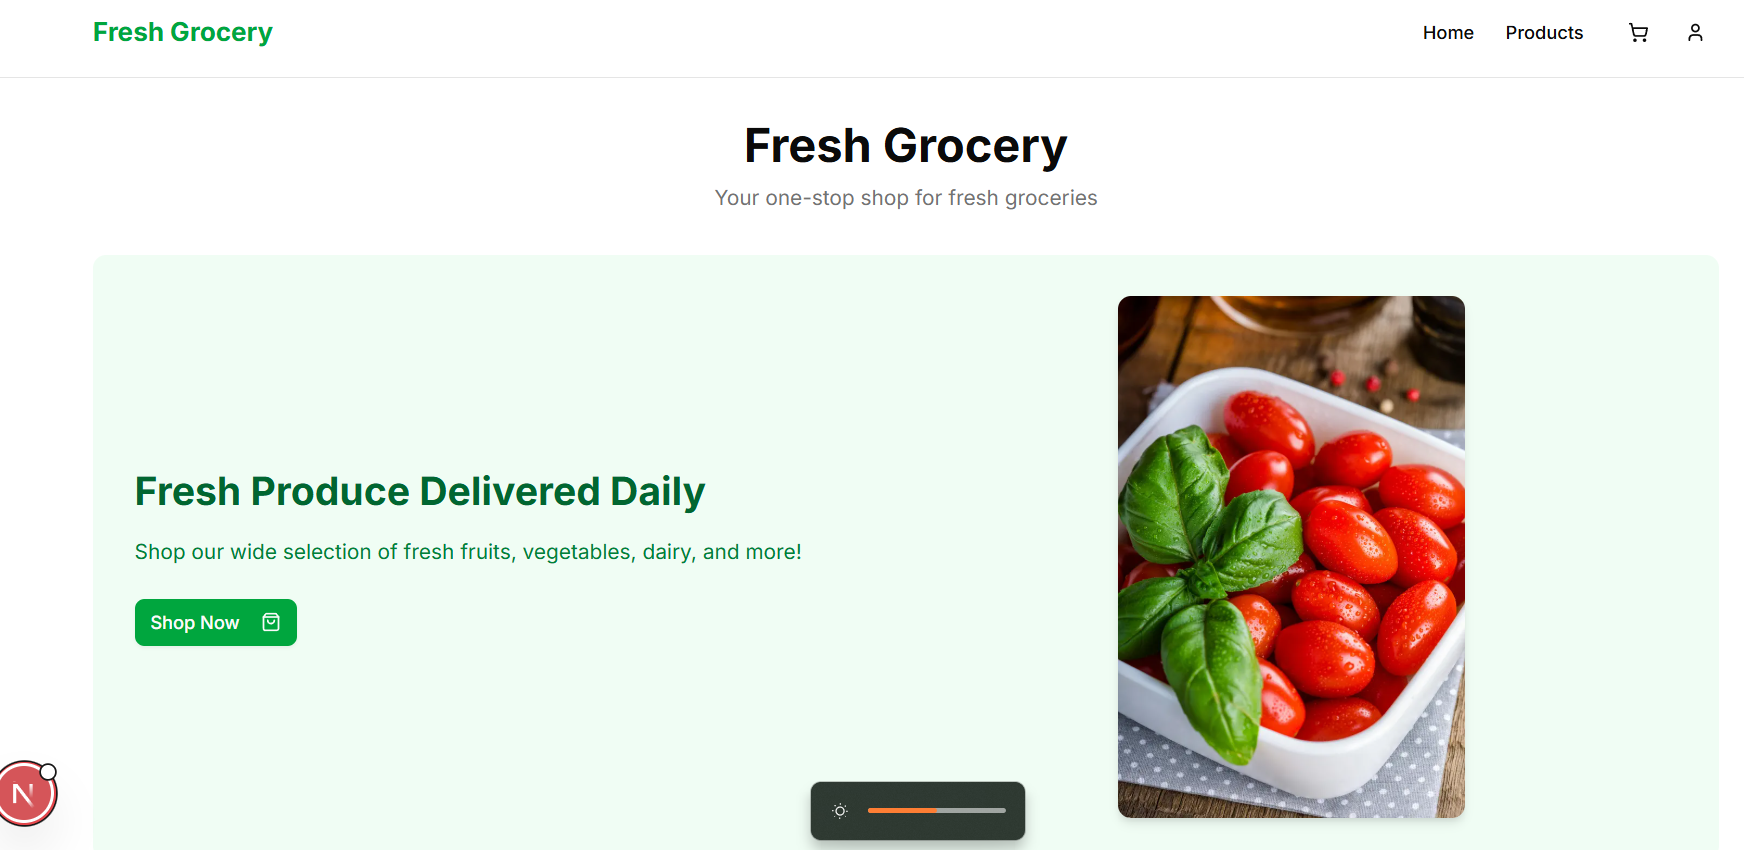 Fresh Grocery
Home
Products
Fresh Grocery
Your one-stop shop for fresh groceries
Fresh Produce Delivered Daily
Shop our wide selection of fresh fruits, vegetables, dairy, and more!
Shop Now
N